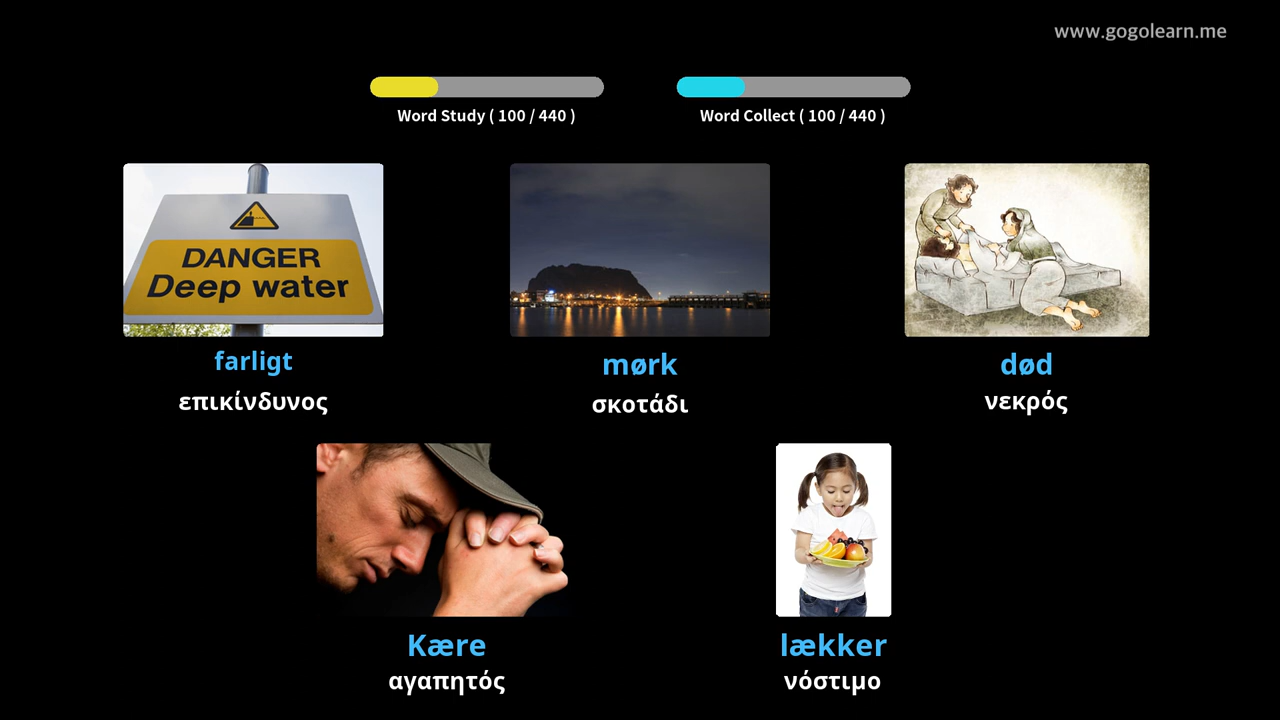 www.gogolearn.me
Word Study ( 100 / 440 )
Word Collect ( 100 / 440 )
DANGER
Deep water
farligt
επικίνδυνος
mørk
σκοτάδι
død
νεκρός
Kære
αγαπητός
lækker
νόστιμο